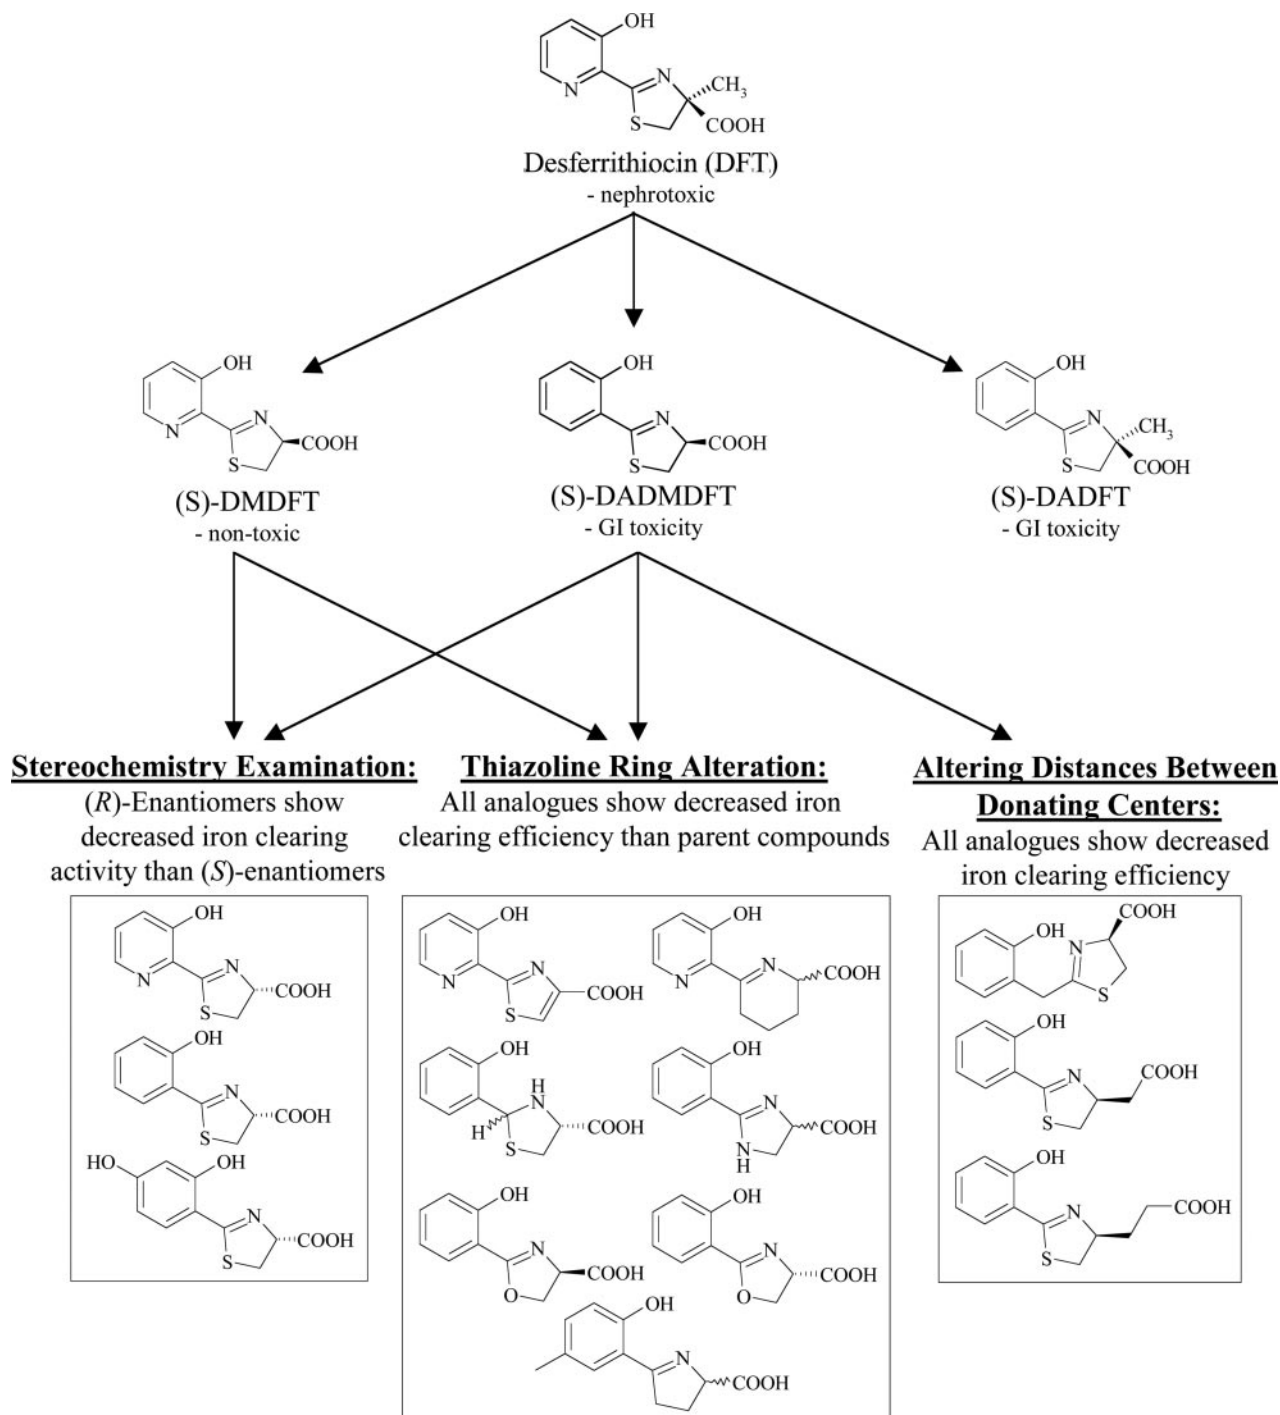 OH
N
N
CH3
S
COOH
Desferrithiocin (DFT)
- nephrotoxic
OH
N
N
COOH
S
(S)-DMDFT
- non-toxic
OH
N
COOH
S
(S)-DADMDFT
- GI toxicity
OH
N
CH3
S
COOH
(S)-DADFT
- GI toxicity
Stereochemistry Examination:
(R)-Enantiomers show
decreased iron clearing
activity than (S)-enantiomers
OH
N
N
COOH
S
OH
N
COOH
S
HO
OH
N
COOH
S
Thiazoline Ring Alteration:
All analogues show decreased iron
clearing efficiency than parent compounds
OH
N
N
COOH
S
OH
N
N
COOH
OH
H
N
H
COOH
S
OH
N
COOH
N
H
OH
N
COOH
O
OH
N
COOH
O
OH
N
COOH
Altering Distances Between
Donating Centers:
All analogues show decreased
iron clearing efficiency
COOH
OH
N
S
OH
COOH
N
S
OH
N
COOH
S